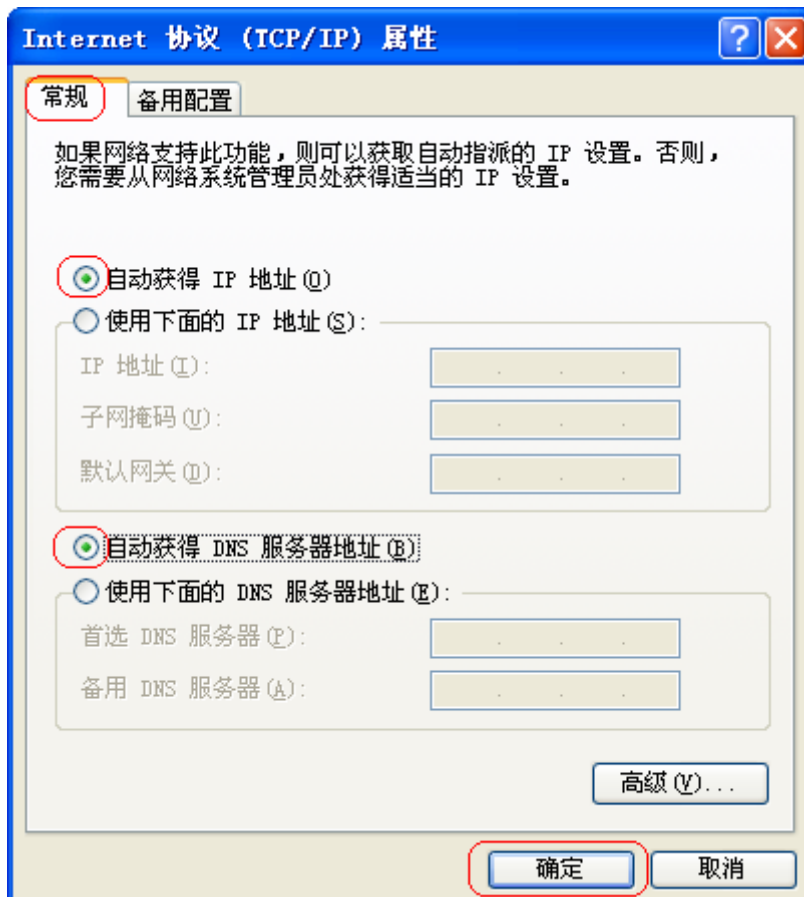 Internet 协议 (TCP/IP) 属性
常规 备用配置
如果网络支持此功能，则可以获取自动指派的 IP 设置。否则，
您需要从网络系统管理员处获得适当的 IP 设置。
自动获得 IP 地址(O)
使用下面的 IP 地址(S):
IP 地址(I):
子网掩码(U):
默认网关(D):
自动获得 DNS 服务器地址(B)
使用下面的 DNS 服务器地址(E):
首选 DNS 服务器(P):
备用 DNS 服务器(A):
高级(V)...
确定 取消